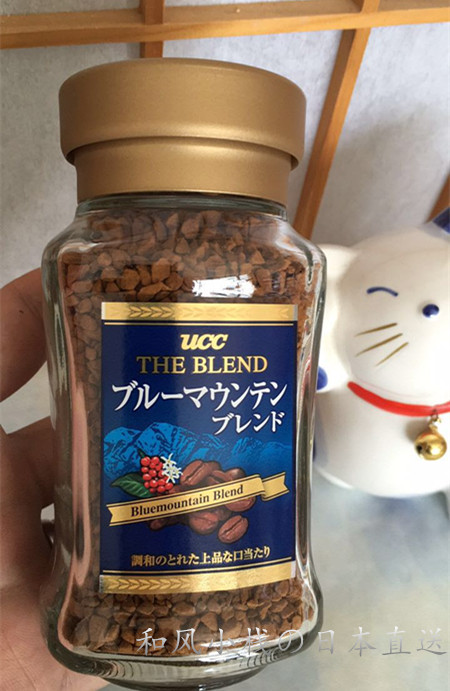 UCC
THE BLEND
ブルーマウンテン
ブレンド
Bluemountain Blend
調和のとれた上品な口当たり
和风小栈の日本直送